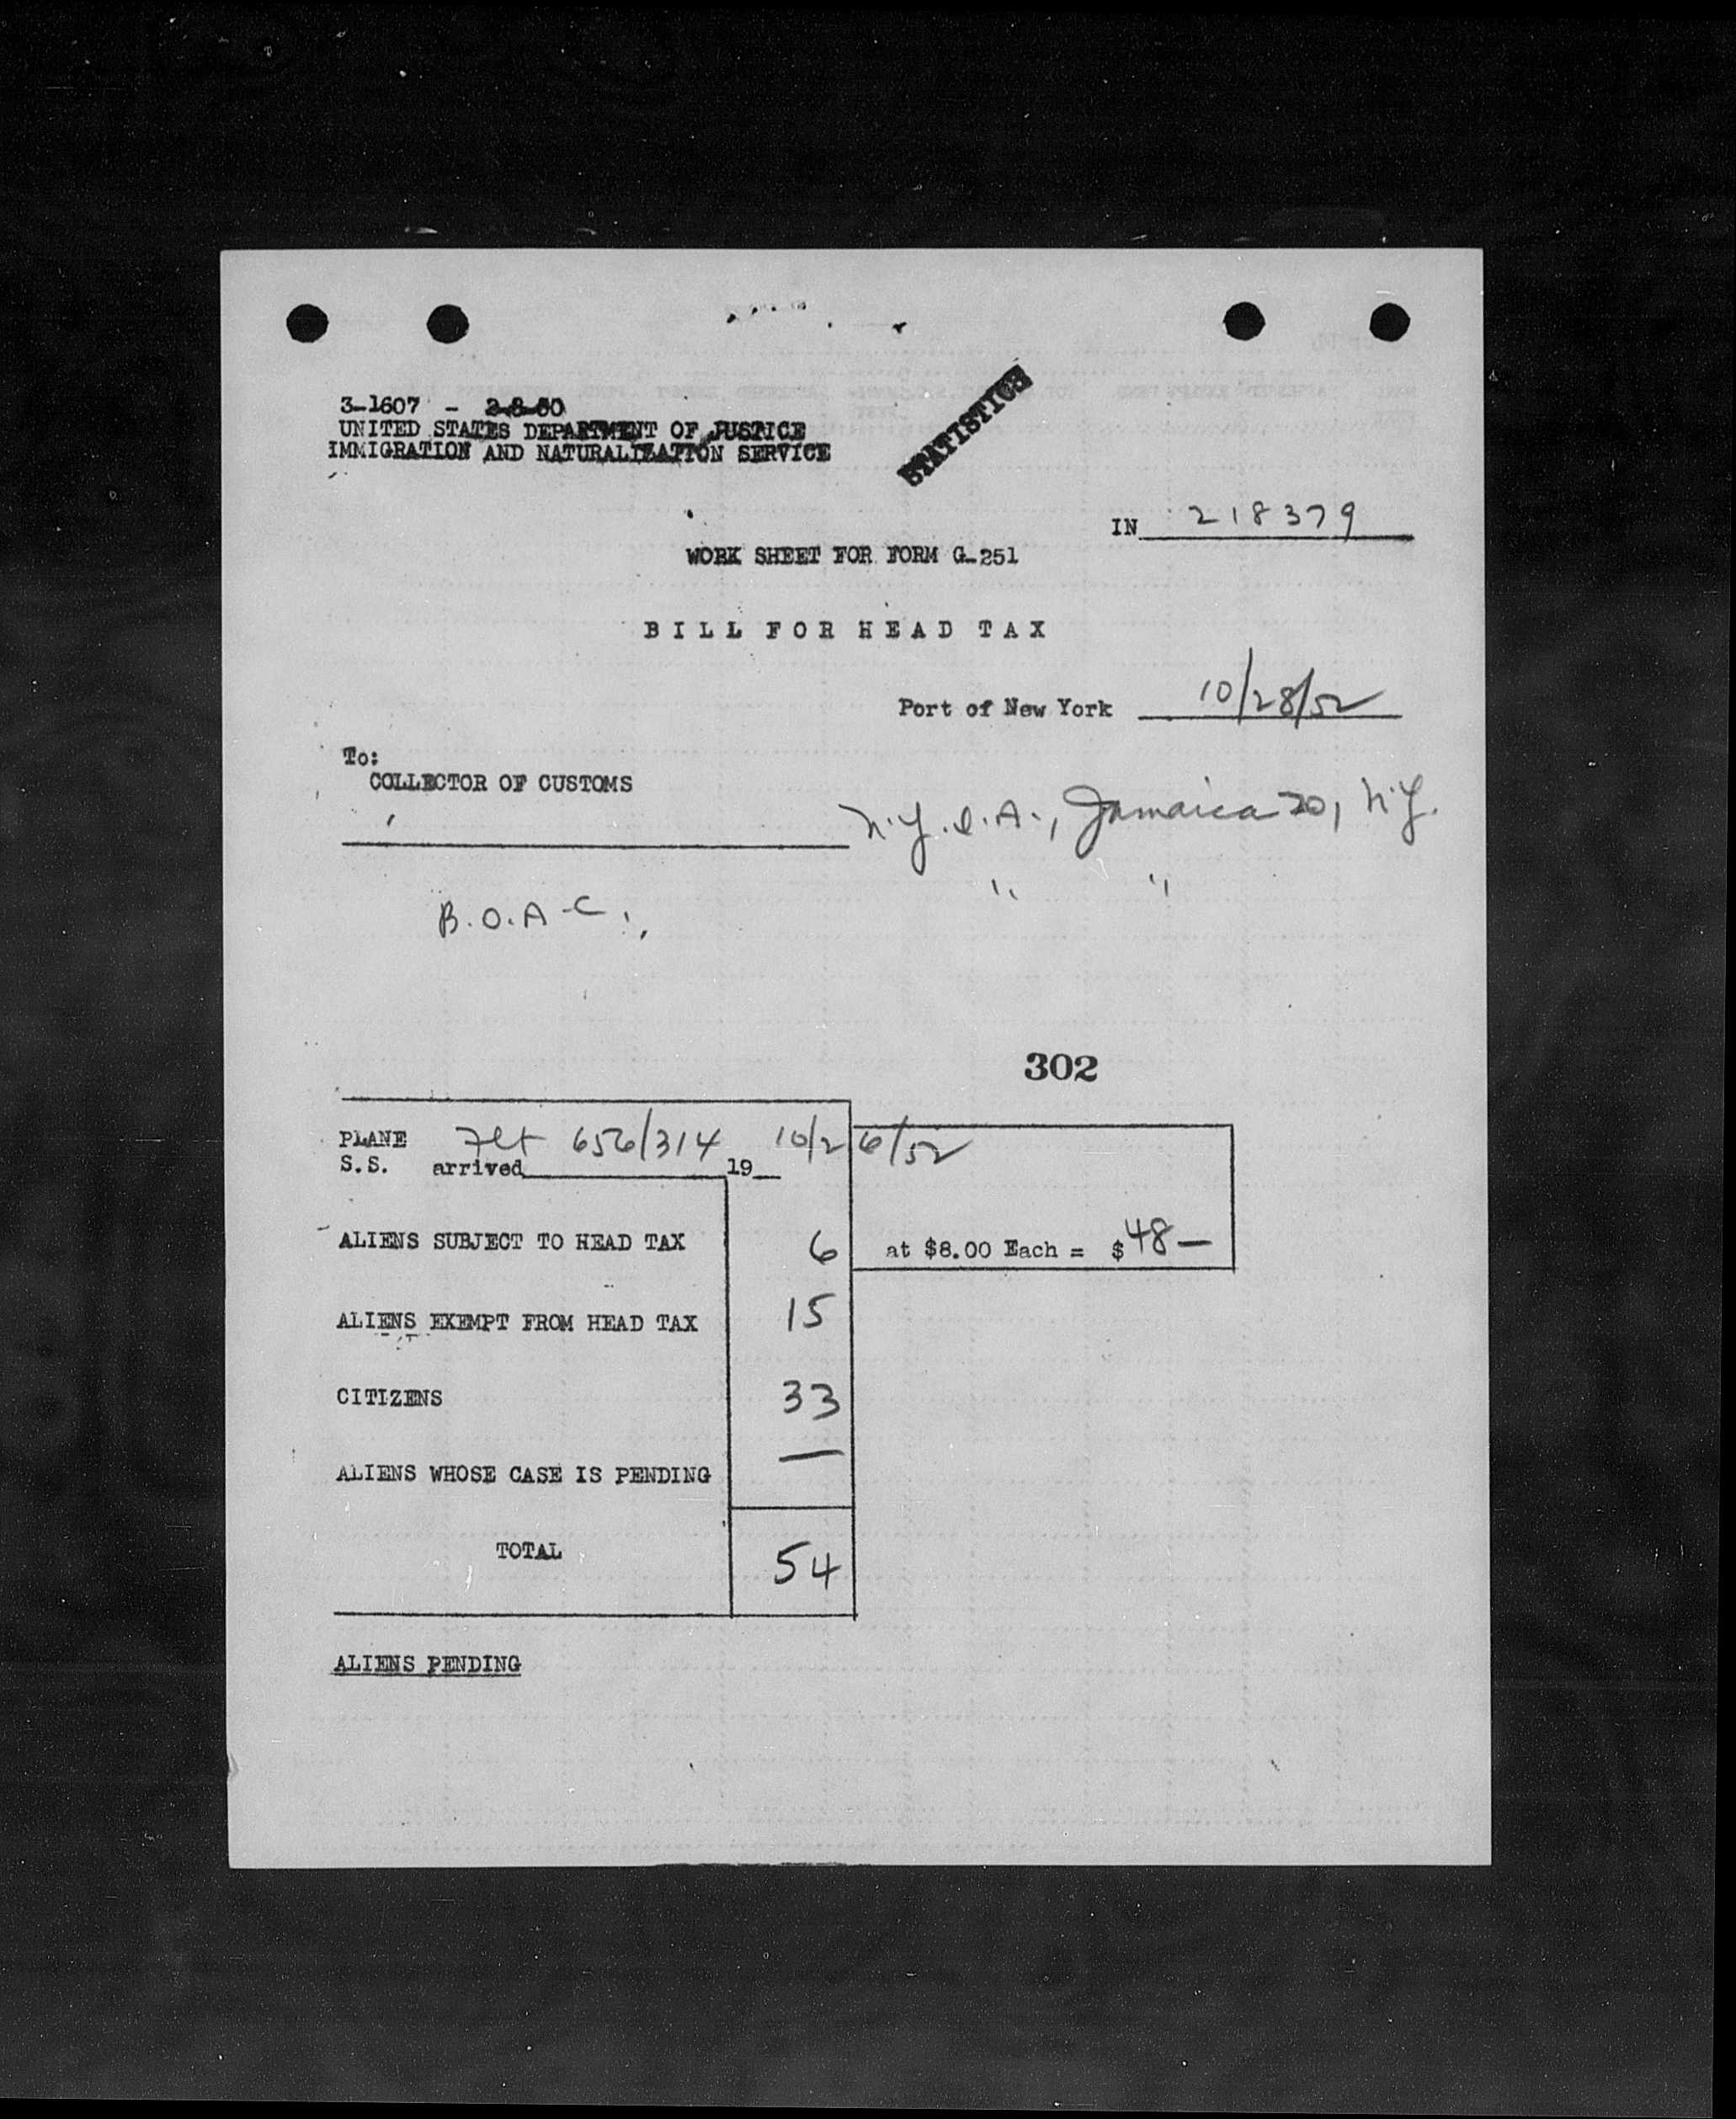 3-1607 - 2-8-50
UNITED STATES DEPARTMENT OF JUSTICE
IMMIGRATION AND NATURALIZATION SERVICE
STATISTICS
IN 218379
WORK SHEET FOR FORM G-251
BILL FOR HEAD TAX
Port of New York 10/28/52
To:
COLLECTOR OF CUSTOMS
N.Y.I.A., Jamaica 20, N.Y.
B.O.A.C., " "
302
PLANE Flt 656/314 10/26/52
S.S. arrived 19
ALIENS SUBJECT TO HEAD TAX 6 at $8.00 Each = $48—
ALIENS EXEMPT FROM HEAD TAX 15
CITIZENS 33
ALIENS WHOSE CASE IS PENDING —
TOTAL 54
ALIENS PENDING